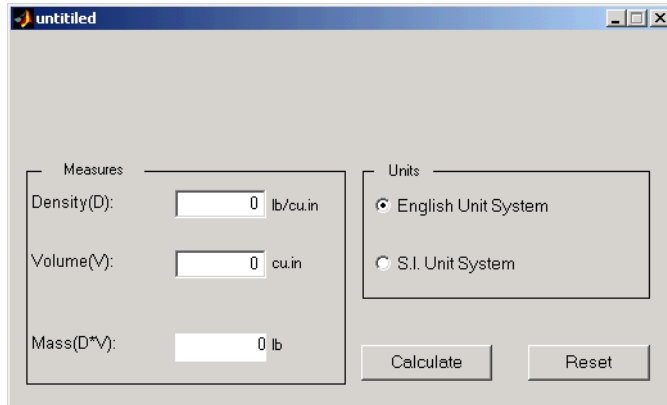 untitiled
Measures
Density(D): 0 lb/cu.in
Volume(V): 0 cu.in
Mass(D*V): 0 lb
Units
English Unit System
S.I. Unit System
Calculate Reset